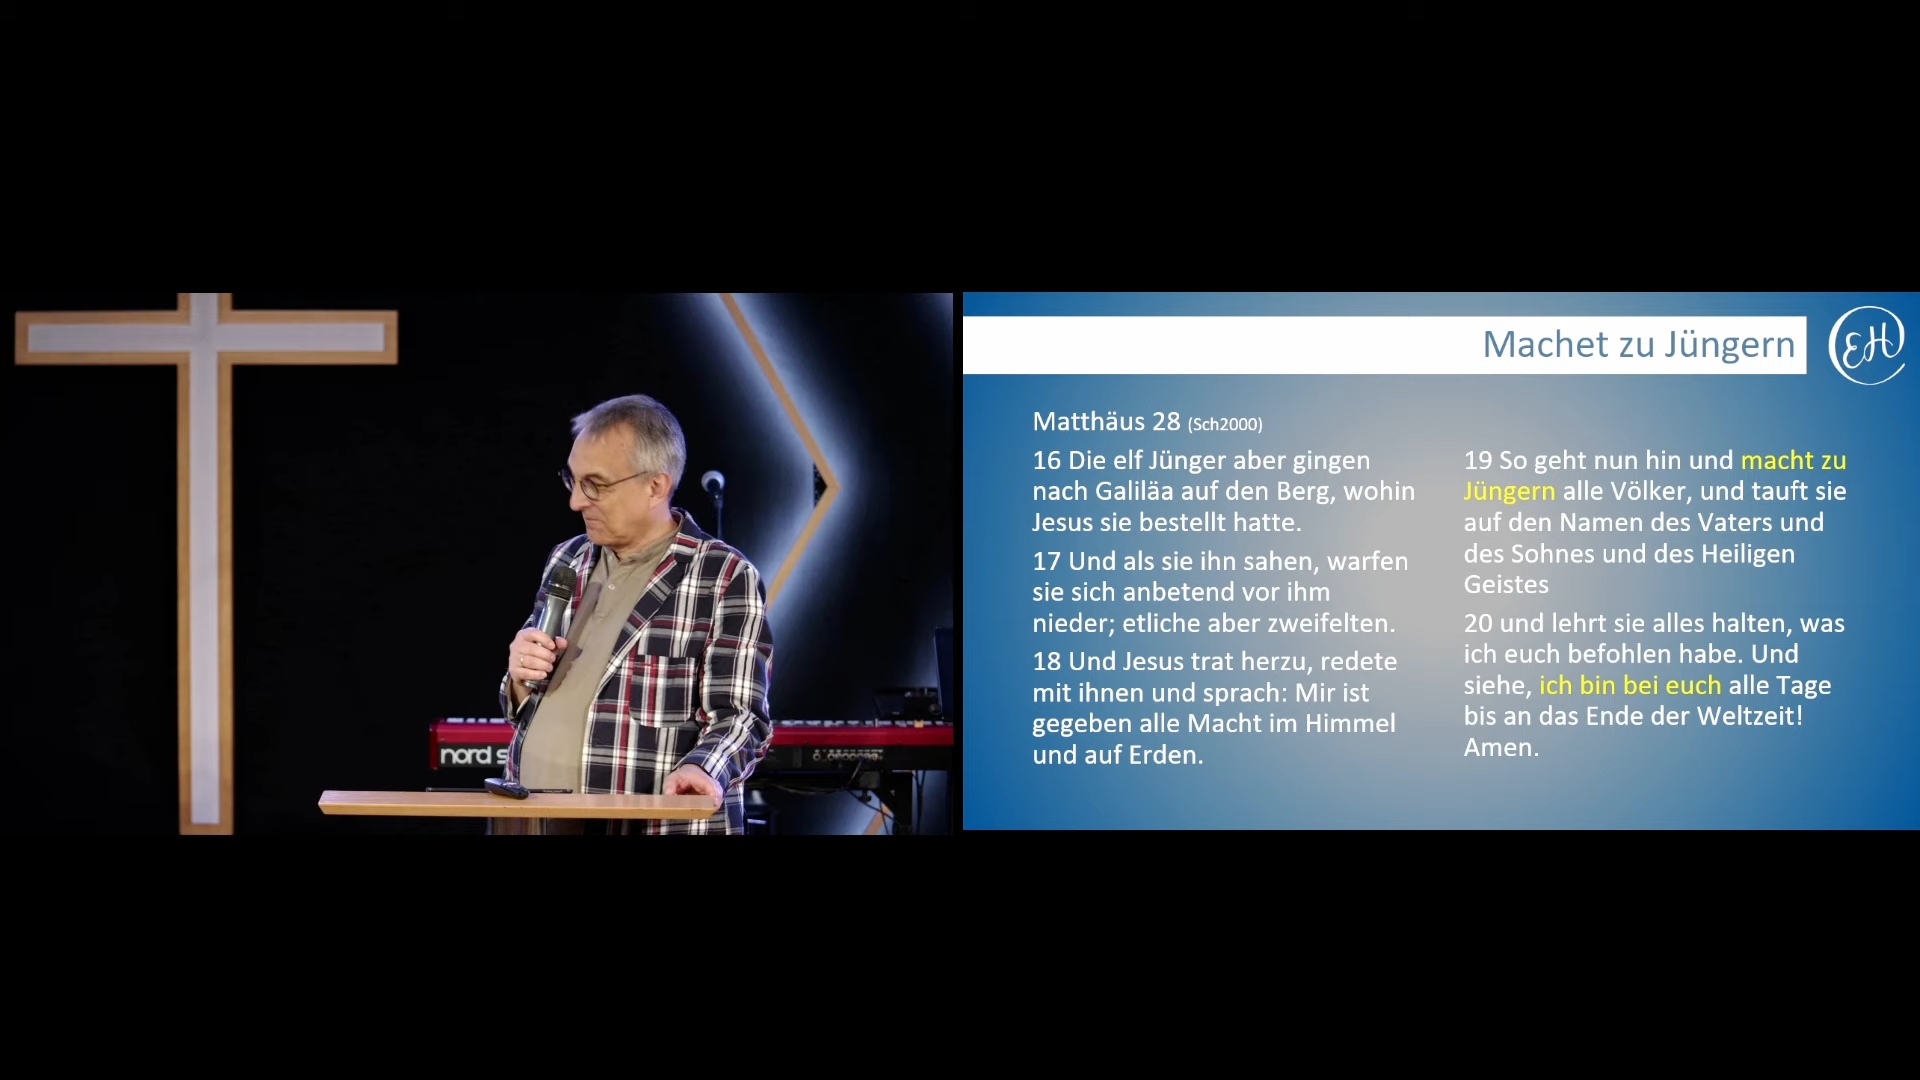 nord s
Machet zu Jüngern
EH
Matthäus 28 (Sch2000)
16 Die elf Jünger aber gingen
nach Galiläa auf den Berg, wohin
Jesus sie bestellt hatte.
17 Und als sie ihn sahen, warfen
sie sich anbetend vor ihm
nieder; etliche aber zweifelten.
18 Und Jesus trat herzu, redete
mit ihnen und sprach: Mir ist
gegeben alle Macht im Himmel
und auf Erden.
19 So geht nun hin und macht zu
Jüngern alle Völker, und tauft sie
auf den Namen des Vaters und
des Sohnes und des Heiligen
Geistes
20 und lehrt sie alles halten, was
ich euch befohlen habe. Und
siehe, ich bin bei euch alle Tage
bis an das Ende der Weltzeit!
Amen.